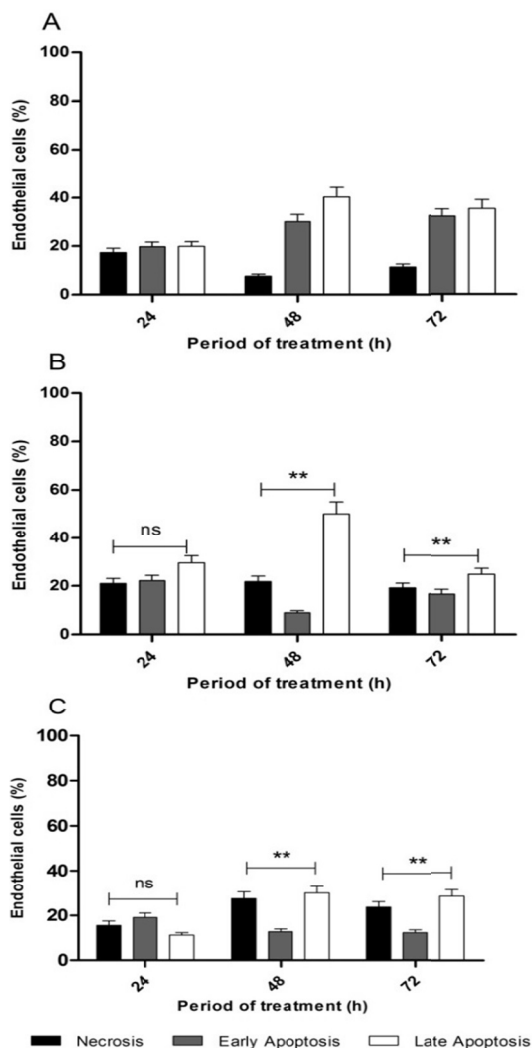 A
Endothelial cells (%)
100
80
60
40
20
0
24
48
72
Period of treatment (h)
B
Endothelial cells (%)
100
80
60
40
20
0
ns
**
**
24
48
72
Period of treatment (h)
C
Endothelial cells (%)
100
80
60
40
20
0
ns
**
**
24
48
72
Period of treatment (h)
Necrosis Early Apoptosis Late Apoptosis